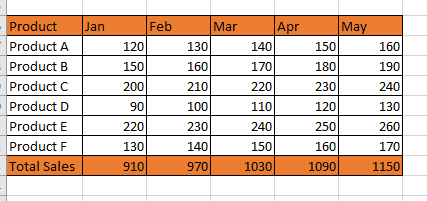 Product Jan Feb Mar Apr May
Product A 120 130 140 150 160
Product B 150 160 170 180 190
Product C 200 210 220 230 240
Product D 90 100 110 120 130
Product E 220 230 240 250 260
Product F 130 140 150 160 170
Total Sales 910 970 1030 1090 1150